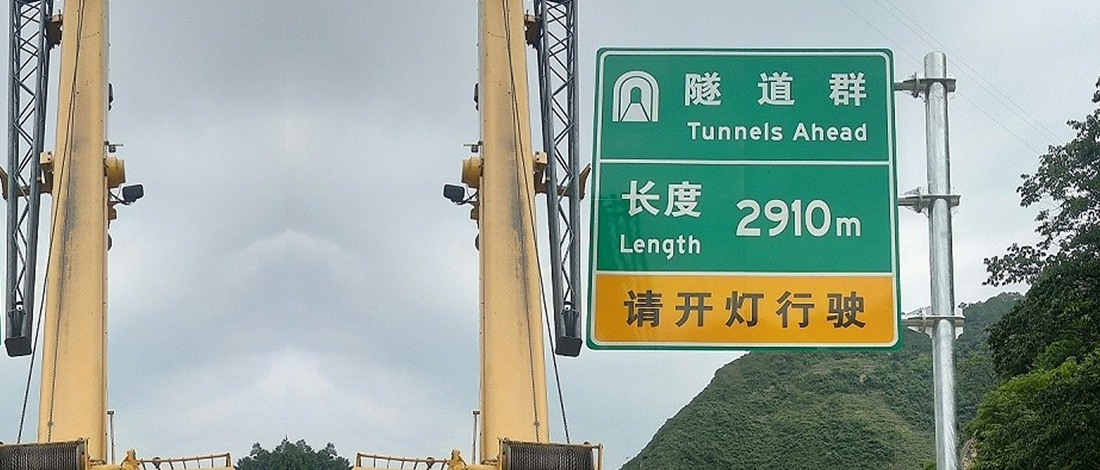 隧道群
Tunnels Ahead
长度 2910m
Length
请开灯行驶